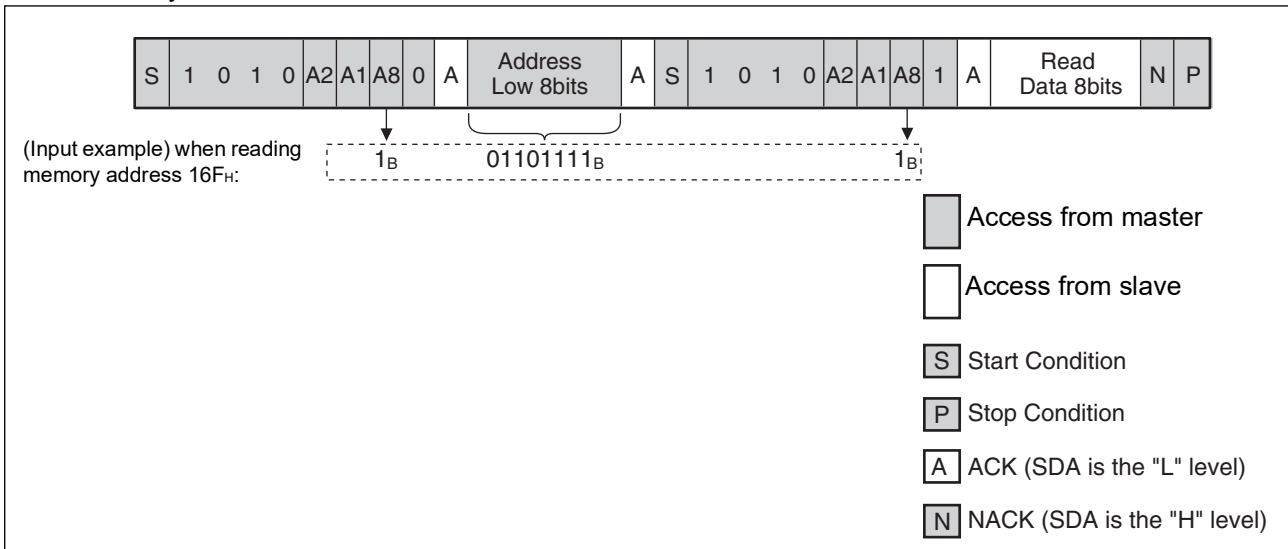 S 1 0 1 0 A2 A1 A8 0 A Address Low 8bits A S 1 0 1 0 A2 A1 A8 1 A Read Data 8bits N P
(Input example) when reading memory address 16FH:
1B 01101111B 1B
Access from master
Access from slave
S Start Condition
P Stop Condition
A ACK (SDA is the "L" level)
N NACK (SDA is the "H" level)